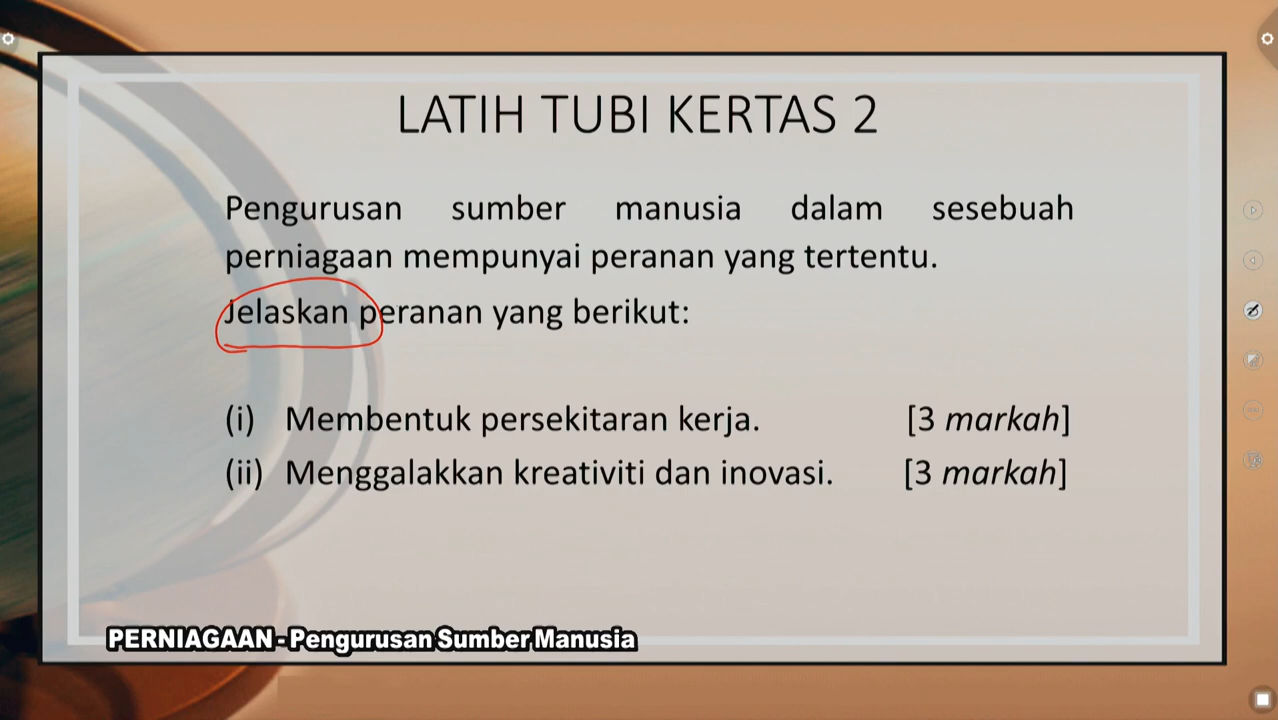 LATIH TUBI KERTAS 2
Pengurusan sumber manusia dalam sesebuah
perniagaan mempunyai peranan yang tertentu.
Jelaskan peranan yang berikut:
(i) Membentuk persekitaran kerja. [3 markah]
(ii) Menggalakkan kreativiti dan inovasi. [3 markah]
PERNIAGAAN - Pengurusan Sumber Manusia